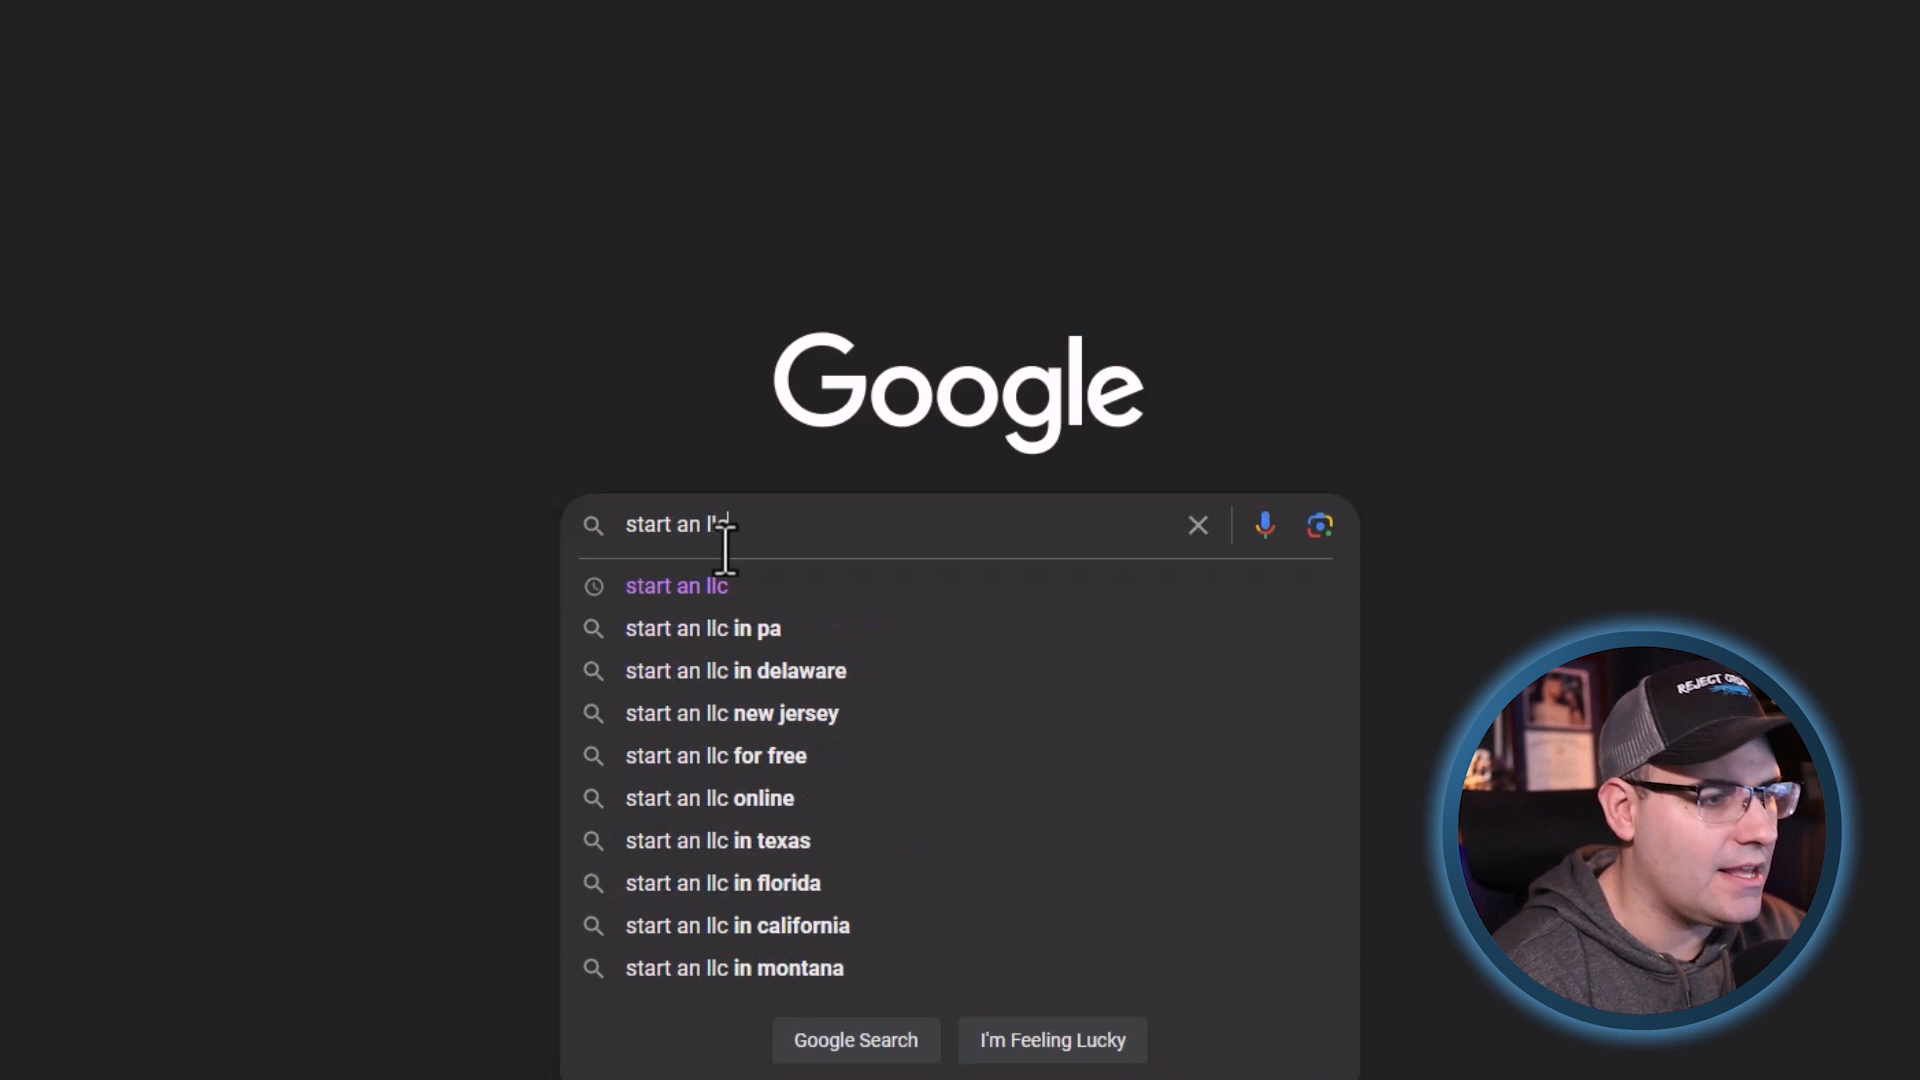 Google
start an llc
start an llc
start an llc in pa
start an llc in delaware
start an llc new jersey
start an llc for free
start an llc online
start an llc in texas
start an llc in florida
start an llc in california
start an llc in montana
Google Search
I'm Feeling Lucky
REJECT